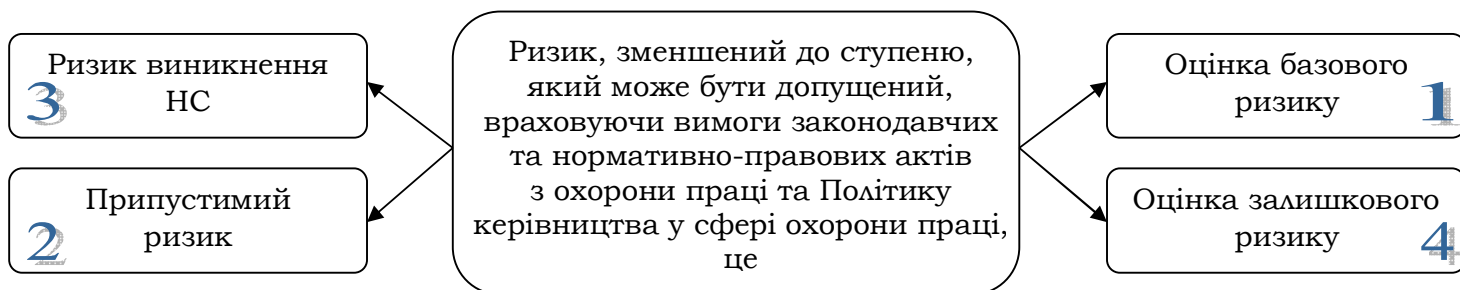 Ризик виникнення
НС
3
Припустимий
ризик
2
Ризик, зменшений до ступеню,
який може бути допущений,
враховуючи вимоги законодавчих
та нормативно-правових актів
з охорони праці та Політику
керівництва у сфері охорони праці,
це
Оцінка базового
ризику
1
Оцінка залишкового
ризику
4